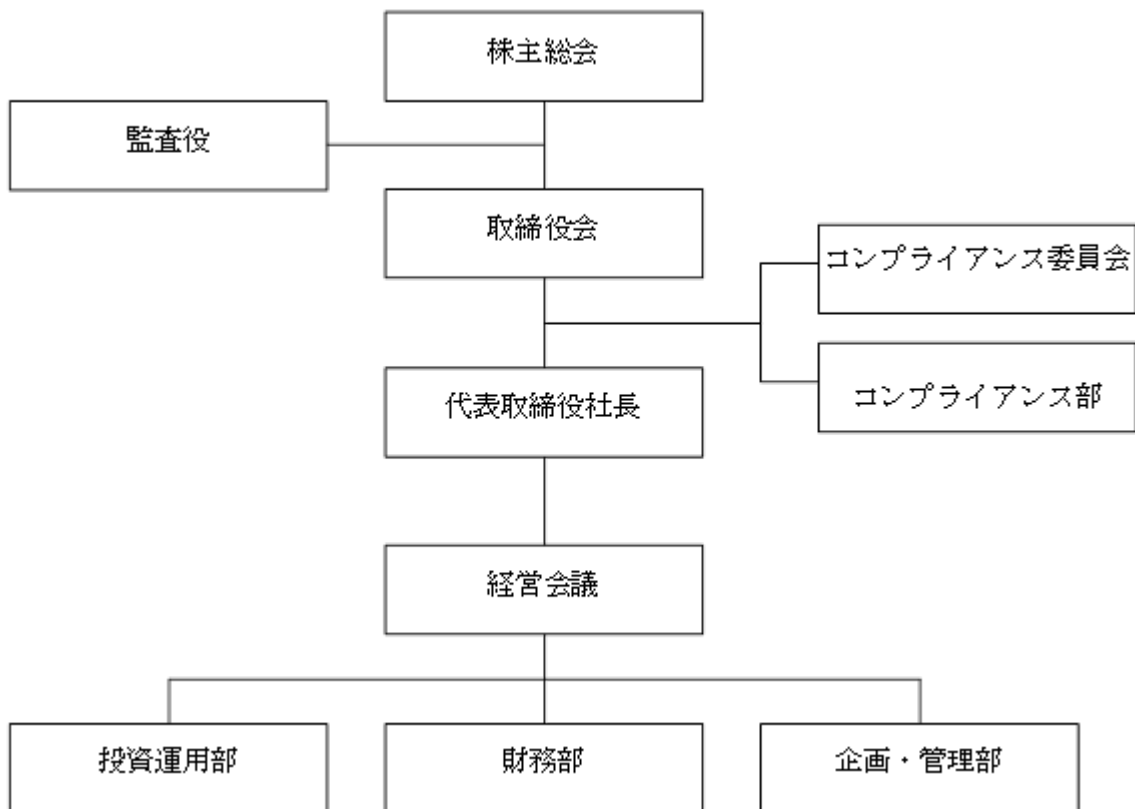 株主総会
監査役
取締役会
コンプライアンス委員会
代表取締役社長
コンプライアンス部
経営会議
投資運用部
財務部
企画・管理部